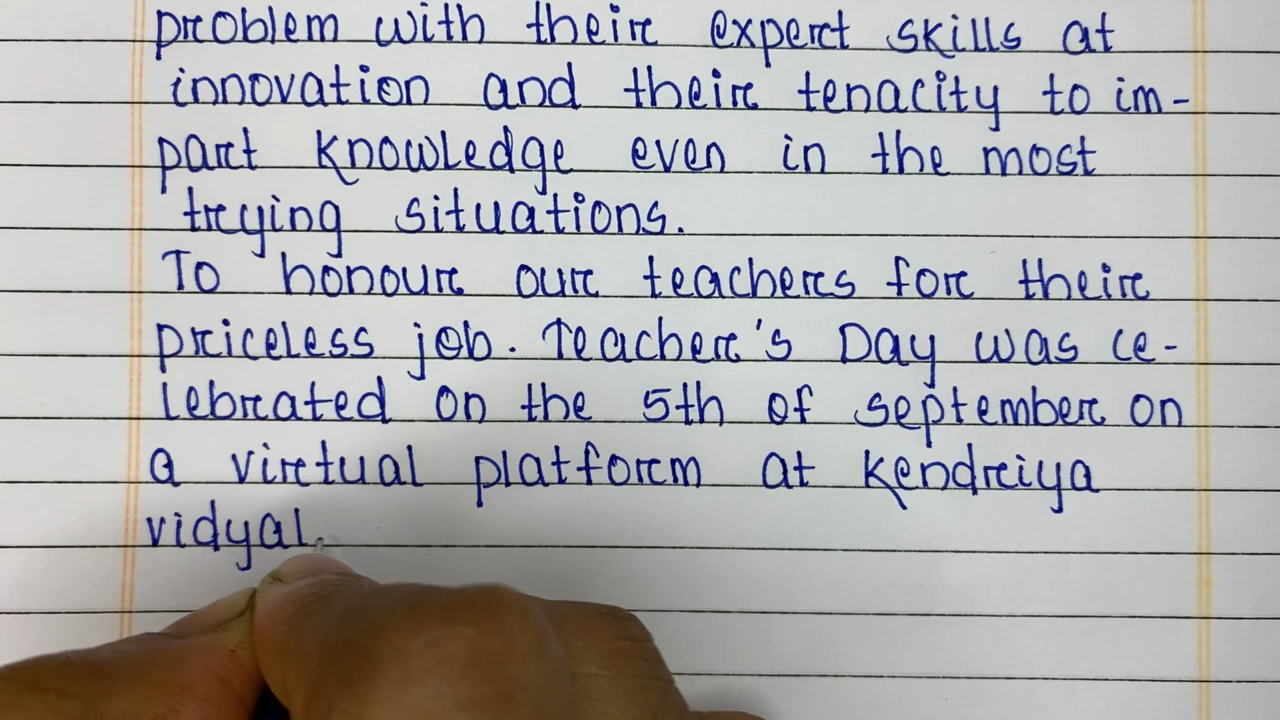 problem with their expert skills at
innovation and their tenacity to im-
part knowledge even in the most
trying situations.
To honour our teachers for their
priceless job. Teacher's Day was ce-
lebrated on the 5th of september on
a virtual platform at Kendriya
vidyal